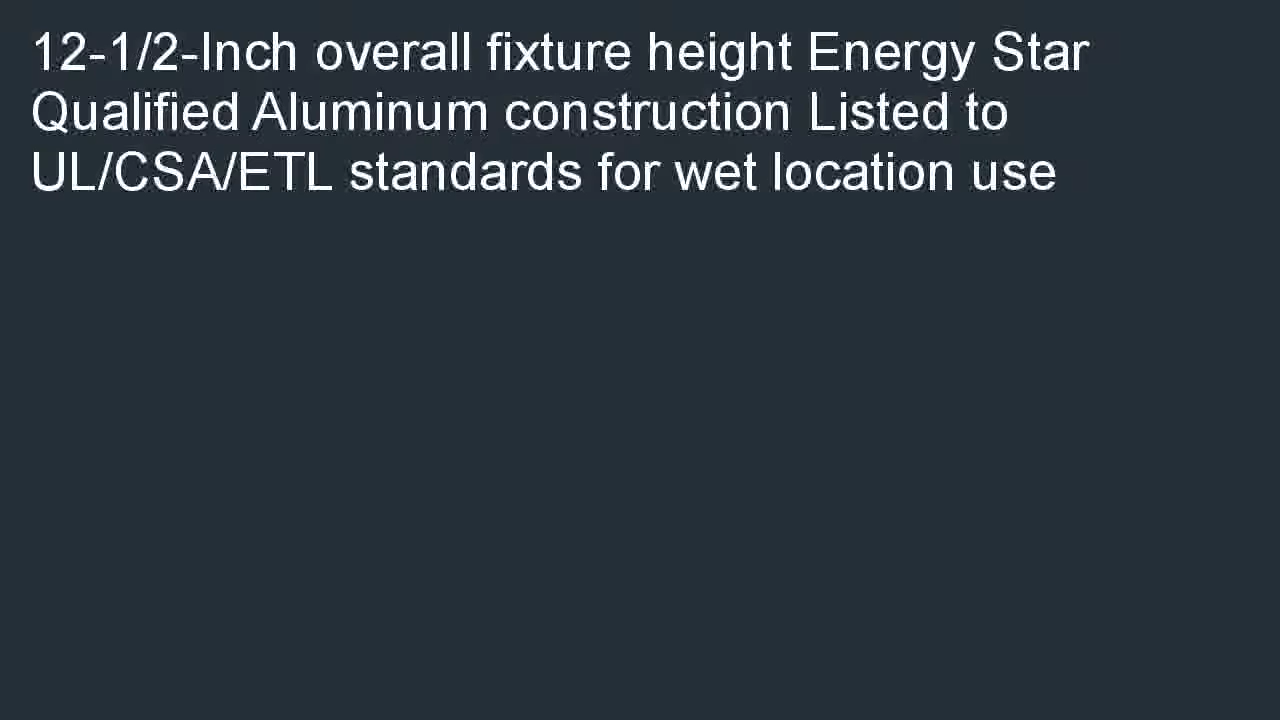 12-1/2-Inch overall fixture height Energy Star
Qualified Aluminum construction Listed to
UL/CSA/ETL standards for wet location use